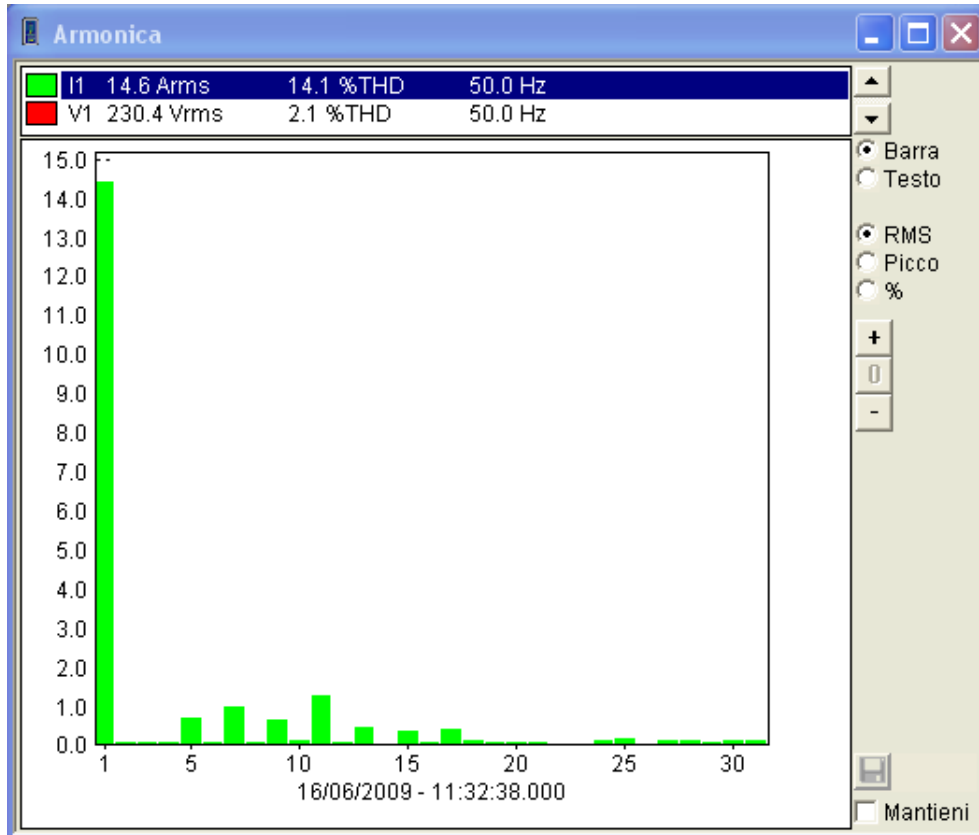 Armonica
I1 14.6 Arms 14.1 %THD 50.0 Hz
V1 230.4 Vrms 2.1 %THD 50.0 Hz
Barra
Testo
RMS
Picco
%
+
0
-
15.0
14.0
13.0
12.0
11.0
10.0
9.0
8.0
7.0
6.0
5.0
4.0
3.0
2.0
1.0
0.0
1 5 10 15 20 25 30
16/06/2009 - 11:32:38.000
Mantieni